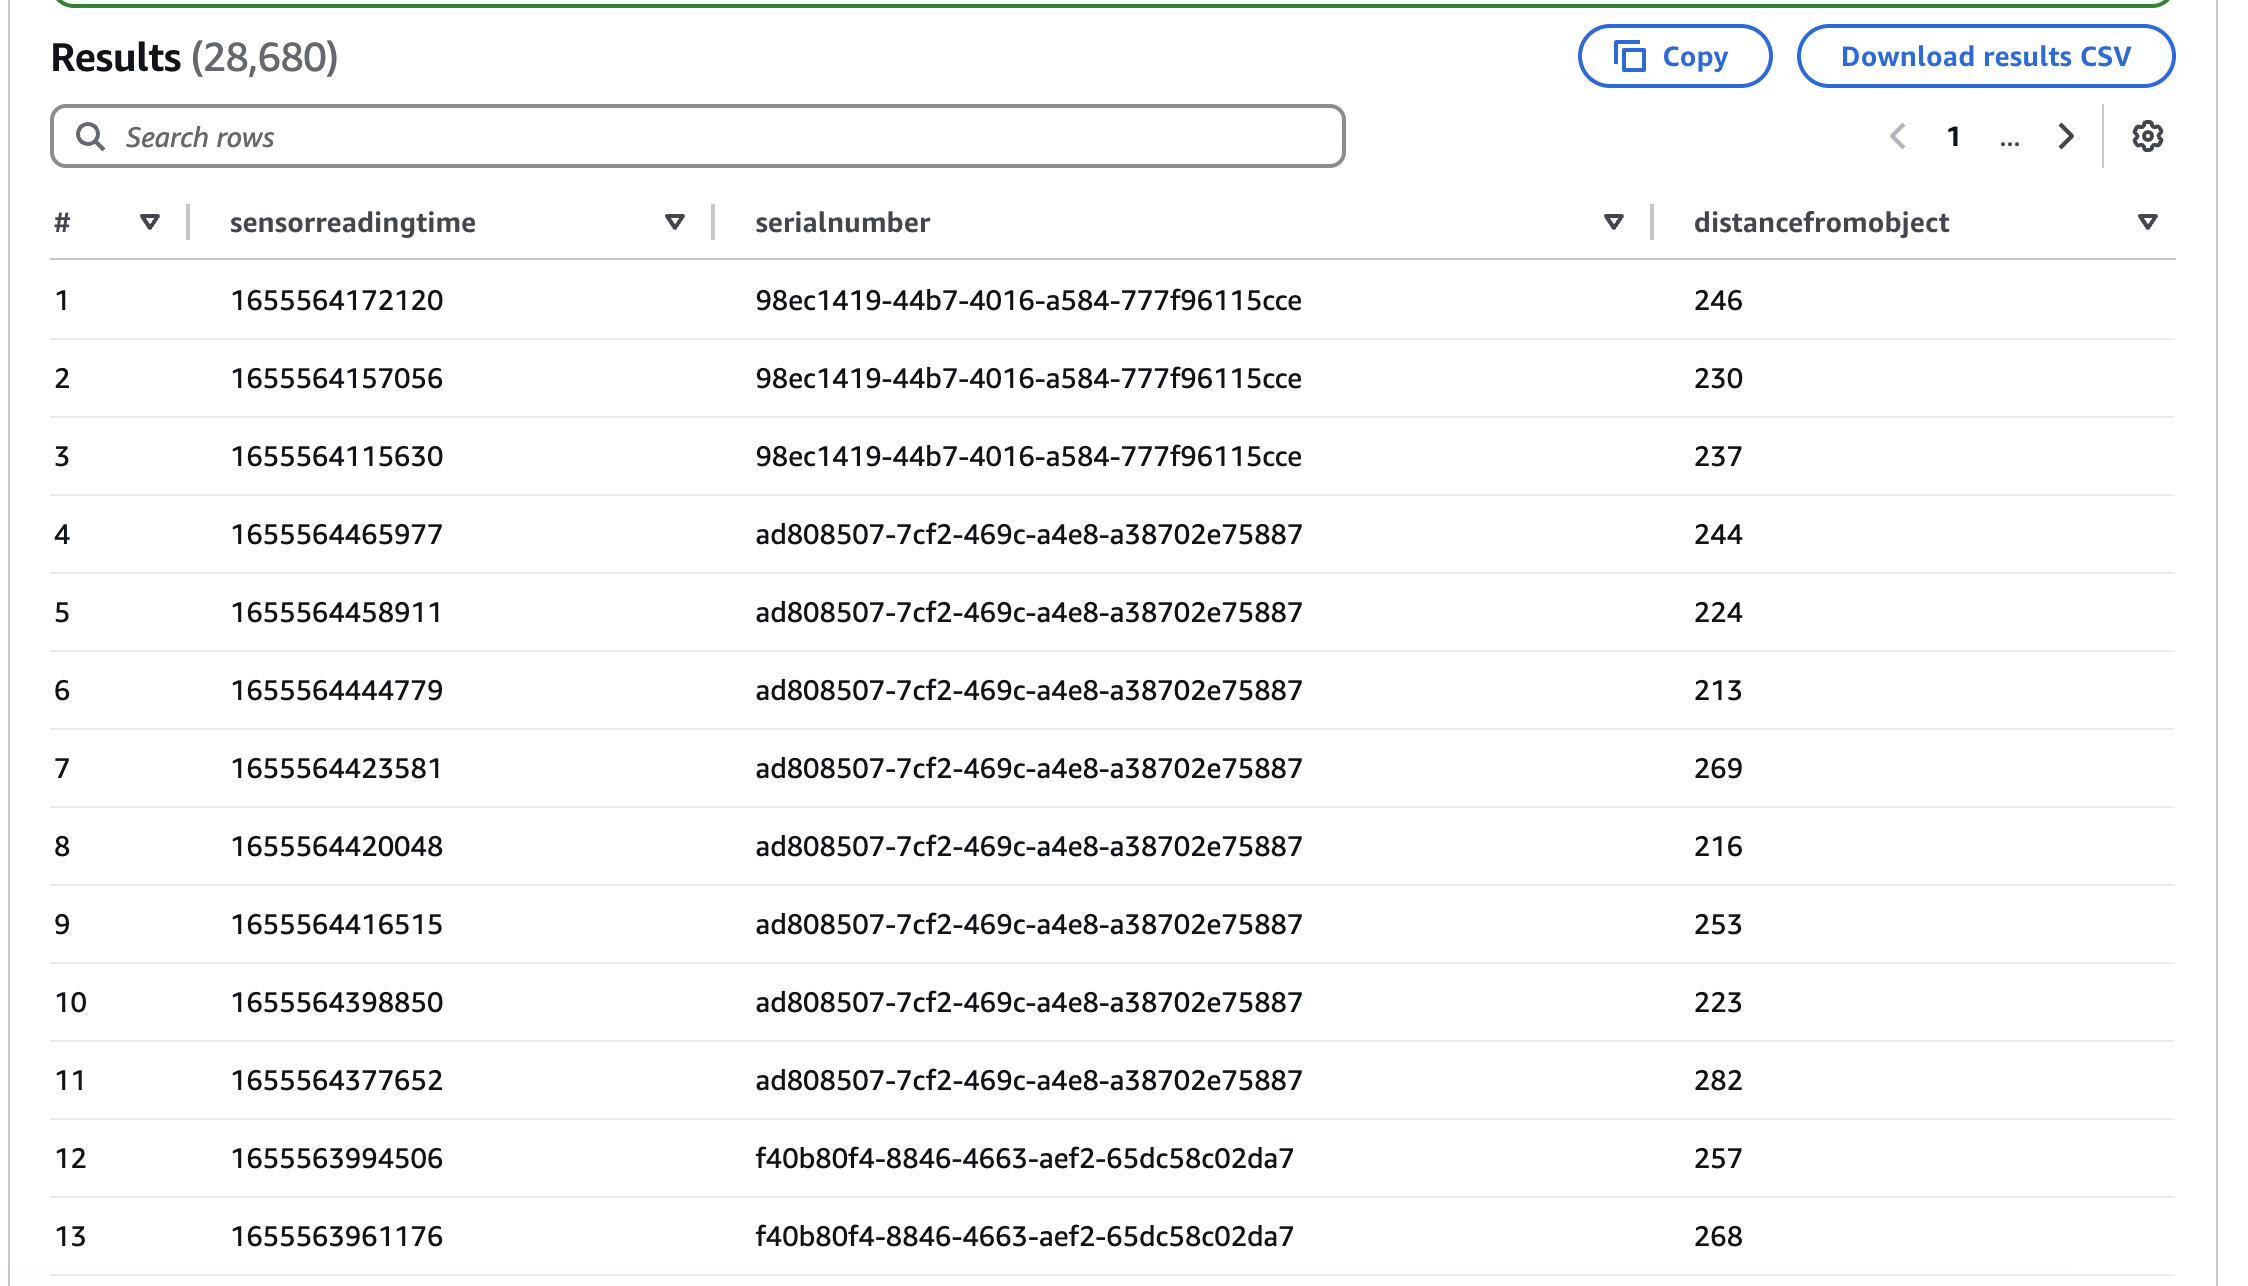 Results (28,680) Copy Download results CSV
Search rows 1 ...
# sensorreadingtime serialnumber distancefromobject
1 1655564172120 98ec1419-44b7-4016-a584-777f96115cce 246
2 1655564157056 98ec1419-44b7-4016-a584-777f96115cce 230
3 1655564115630 98ec1419-44b7-4016-a584-777f96115cce 237
4 1655564465977 ad808507-7cf2-469c-a4e8-a38702e75887 244
5 1655564458911 ad808507-7cf2-469c-a4e8-a38702e75887 224
6 1655564444779 ad808507-7cf2-469c-a4e8-a38702e75887 213
7 1655564423581 ad808507-7cf2-469c-a4e8-a38702e75887 269
8 1655564420048 ad808507-7cf2-469c-a4e8-a38702e75887 216
9 1655564416515 ad808507-7cf2-469c-a4e8-a38702e75887 253
10 1655564398850 ad808507-7cf2-469c-a4e8-a38702e75887 223
11 1655564377652 ad808507-7cf2-469c-a4e8-a38702e75887 282
12 1655563994506 f40b80f4-8846-4663-aef2-65dc58c02da7 257
13 1655563961176 f40b80f4-8846-4663-aef2-65dc58c02da7 268